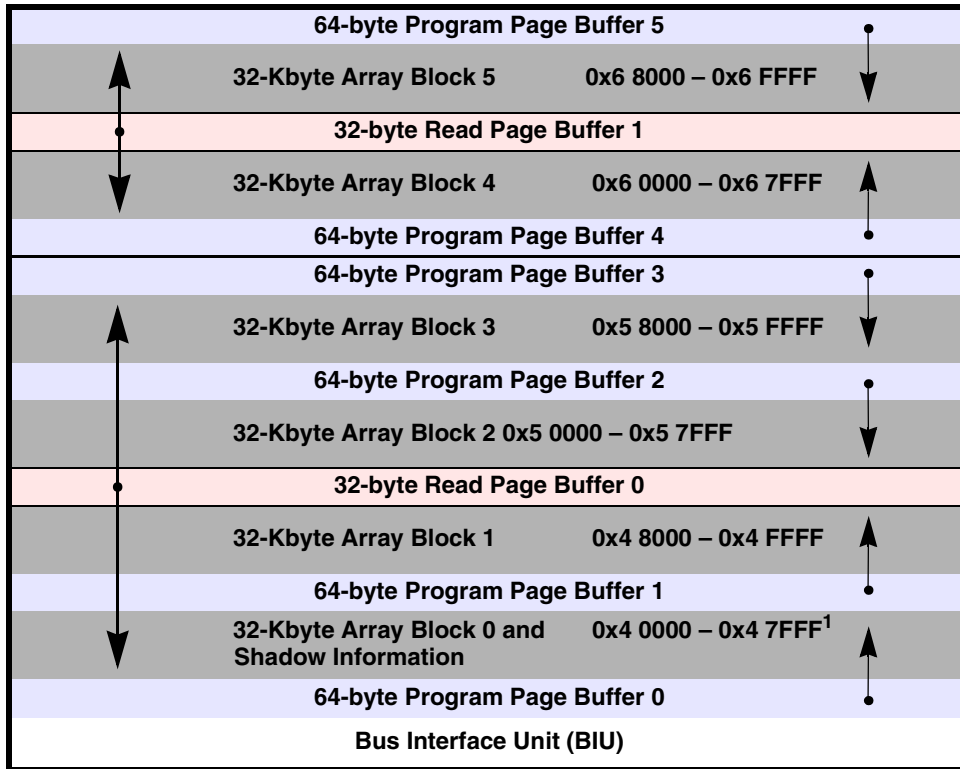 64-byte Program Page Buffer 5
32-Kbyte Array Block 5 0x6 8000 – 0x6 FFFF
32-byte Read Page Buffer 1
32-Kbyte Array Block 4 0x6 0000 – 0x6 7FFF
64-byte Program Page Buffer 4
64-byte Program Page Buffer 3
32-Kbyte Array Block 3 0x5 8000 – 0x5 FFFF
64-byte Program Page Buffer 2
32-Kbyte Array Block 2 0x5 0000 – 0x5 7FFF
32-byte Read Page Buffer 0
32-Kbyte Array Block 1 0x4 8000 – 0x4 FFFF
64-byte Program Page Buffer 1
32-Kbyte Array Block 0 and 0x4 0000 – 0x4 7FFF1
Shadow Information
64-byte Program Page Buffer 0
Bus Interface Unit (BIU)